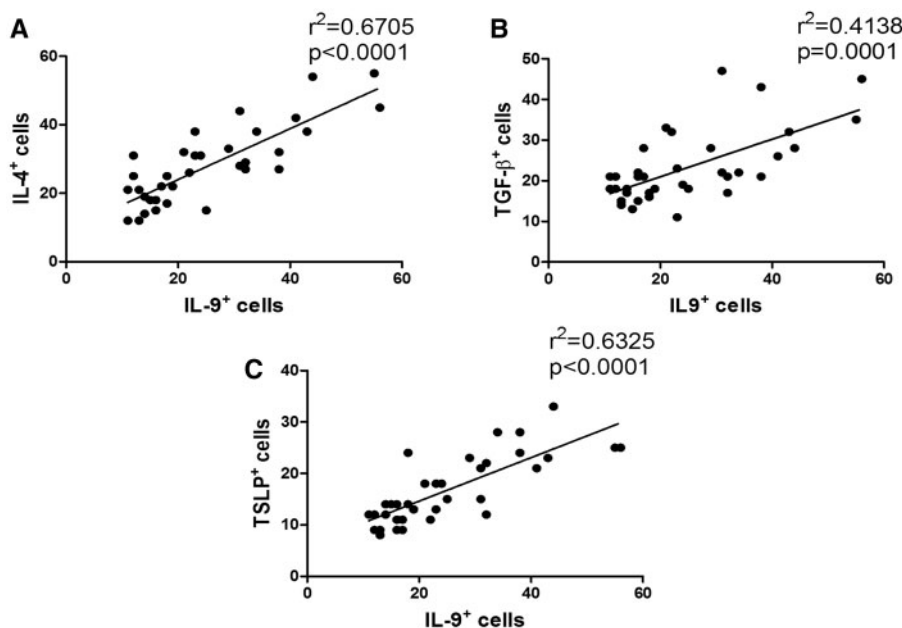 A
r²=0.6705
p<0.0001
60
40
20
0
IL-4⁺ cells
0
20
40
60
IL-9⁺ cells
B
r²=0.4138
p=0.0001
50
40
30
20
10
0
TGF-β⁺ cells
0
20
40
60
IL9⁺ cells
C
r²=0.6325
p<0.0001
40
30
20
10
0
TSLP⁺ cells
0
20
40
60
IL-9⁺ cells